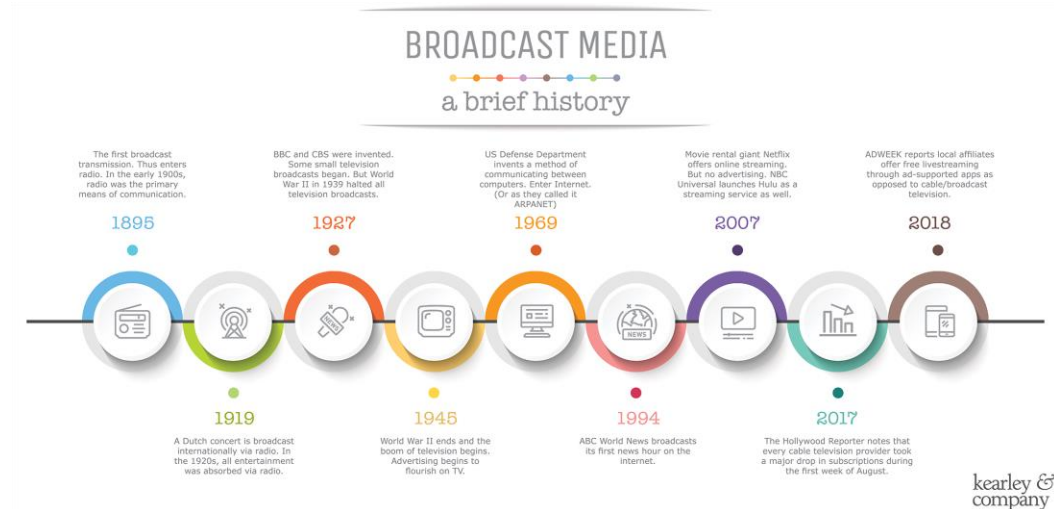 BROADCAST MEDIA
a brief history
The first broadcast
transmission. Thus enters
radio. In the early 1900s,
radio was the primary
means of communication.
1895
BBC and CBS were invented.
Some small television
broadcasts began. But World
War II in 1939 halted all
television broadcasts.
1927
US Defense Department
invents a method of
communicating between
computers. Enter Internet.
(Or as they called it
ARPANET)
1969
Movie rental giant Netflix
offers online streaming.
But no advertising. NBC
Universal launches Hulu as a
streaming service as well.
2007
ADWEEK reports local affiliates
offer free livestreaming
through ad-supported apps as
opposed to cable/broadcast
television.
2018
NEWS
NEWS
%
1919
A Dutch concert is broadcast
internationally via radio. In
the 1920s, all entertainment
was absorbed via radio.
1945
World War II ends and the
boom of television begins.
Advertising begins to
flourish on TV.
1994
ABC World News broadcasts
its first news hour on the
internet.
2017
The Hollywood Reporter notes that
every cable television provider took
a major drop in subscriptions during
the first week of August.
kearley &
company